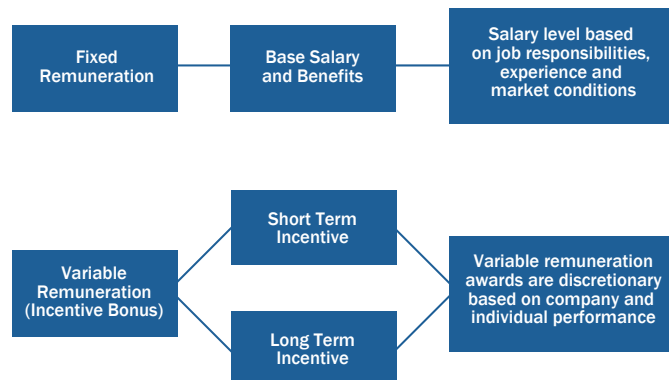 Fixed
Remuneration
Base Salary
and Benefits
Salary level based
on job responsibilities,
experience and
market conditions
Variable
Remuneration
(Incentive Bonus)
Short Term
Incentive
Long Term
Incentive
Variable remuneration
awards are discretionary
based on company and
individual performance